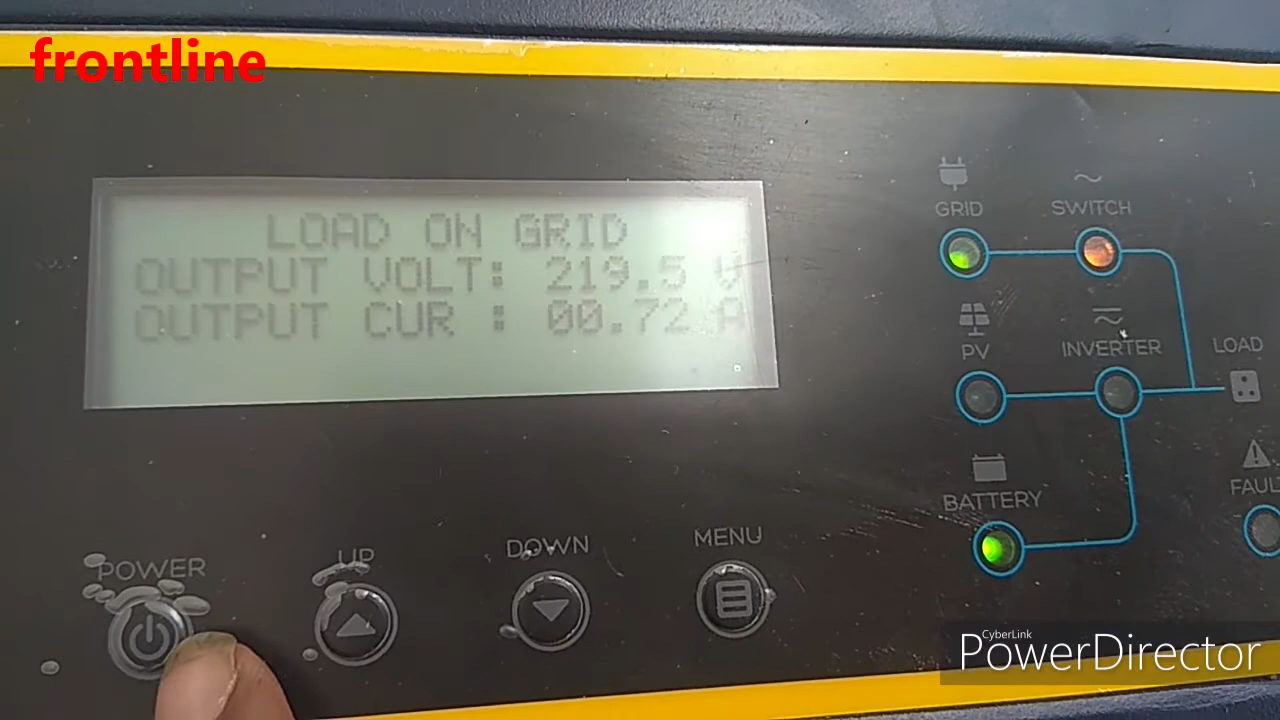 frontline
LOAD ON GRID
OUTPUT VOLT: 219.5 V
OUTPUT CUR : 00.72 A
GRID
SWITCH
PV
INVERTER
LOAD
BATTERY
FAUL
POWER
UP
DOWN
MENU
CyberLink
PowerDirector